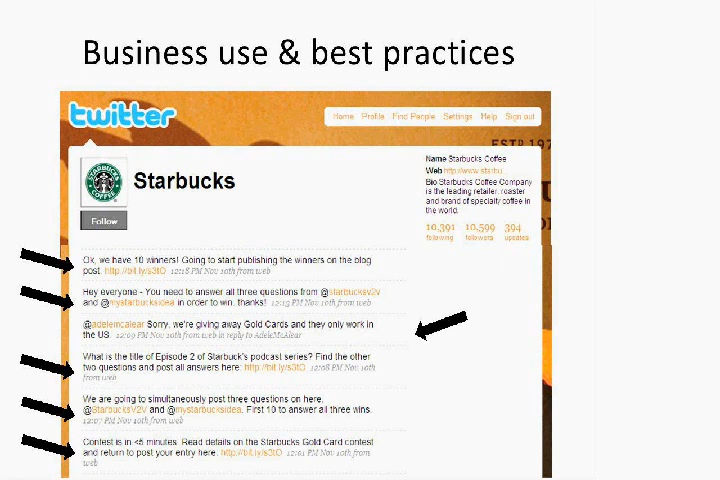 Business use & best practices
twitter
Home Profile Find People Settings Help Sign out
ESTD 197
STARBUCKS
COFFEE
Starbucks
Follow
Name Starbucks Coffee
Web http://www.starbu
Bio Starbucks Coffee Company
is the leading retailer, roaster
and brand of specialty coffee in
the world.
10,391 10,599 394
following followers updates
Ok, we have 10 winners! Going to start publishing the winners on the blog
post. http://bit.ly/s3tO 12:18 PM Nov 10th from web
Hey everyone - You need to answer all three questions from @starbucksv2v
and @mystarbucksidea in order to win. thanks! 12:13 PM Nov 10th from web
@adelemcalear Sorry, we're giving away Gold Cards and they only work in
the US. 12:09 PM Nov 10th from web in reply to AdeleMcAlear
What is the title of Episode 2 of Starbuck's podcast series? Find the other
two questions and post all answers here: http://bit.ly/s3tO 12:08 PM Nov 10th
from web
We are going to simultaneously post three questions on here,
@StarbucksV2V and @mystarbucksidea. First 10 to answer all three wins.
12:07 PM Nov 10th from web
Contest is in <5 minutes. Read details on the Starbucks Gold Card contest
and return to post your entry here: http://bit.ly/s3tO 12:01 PM Nov 10th from
web